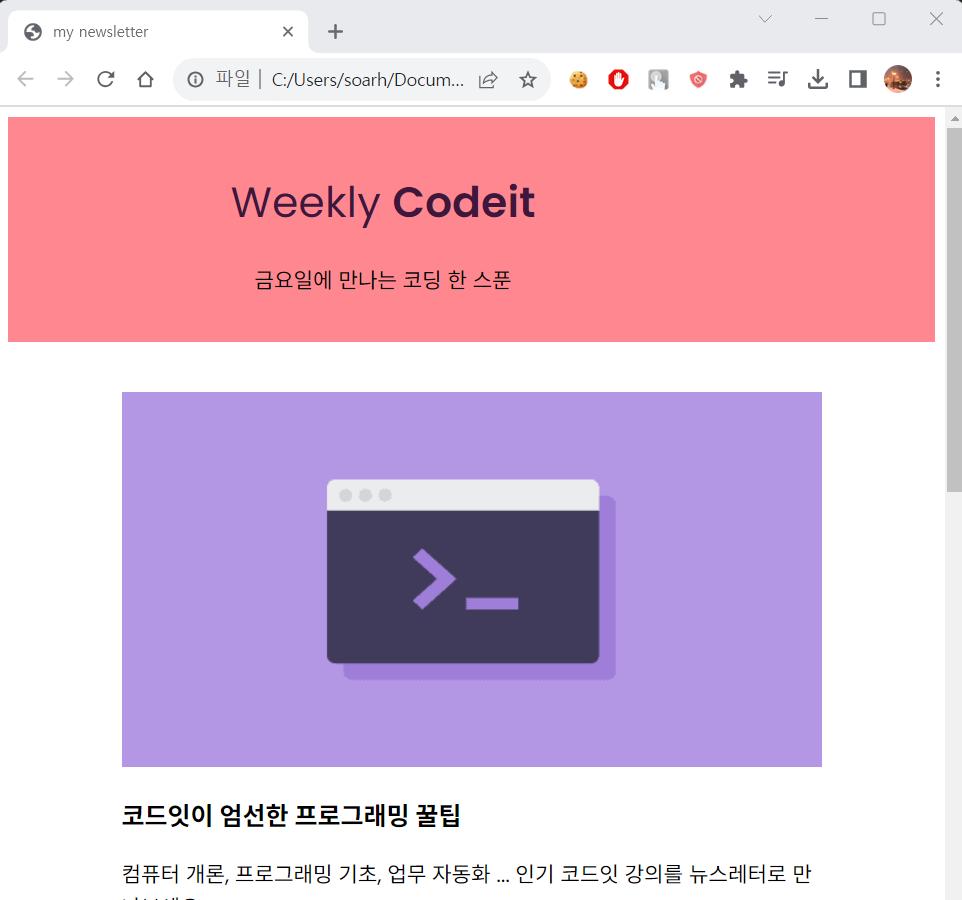 my newsletter
파일 | C:/Users/soarh/Docum...
Weekly Codeit
금요일에 만나는 코딩 한 스푼
>_
코드잇이 엄선한 프로그래밍 꿀팁
컴퓨터 개론, 프로그래밍 기초, 업무 자동화 ... 인기 코드잇 강의를 뉴스레터로 만